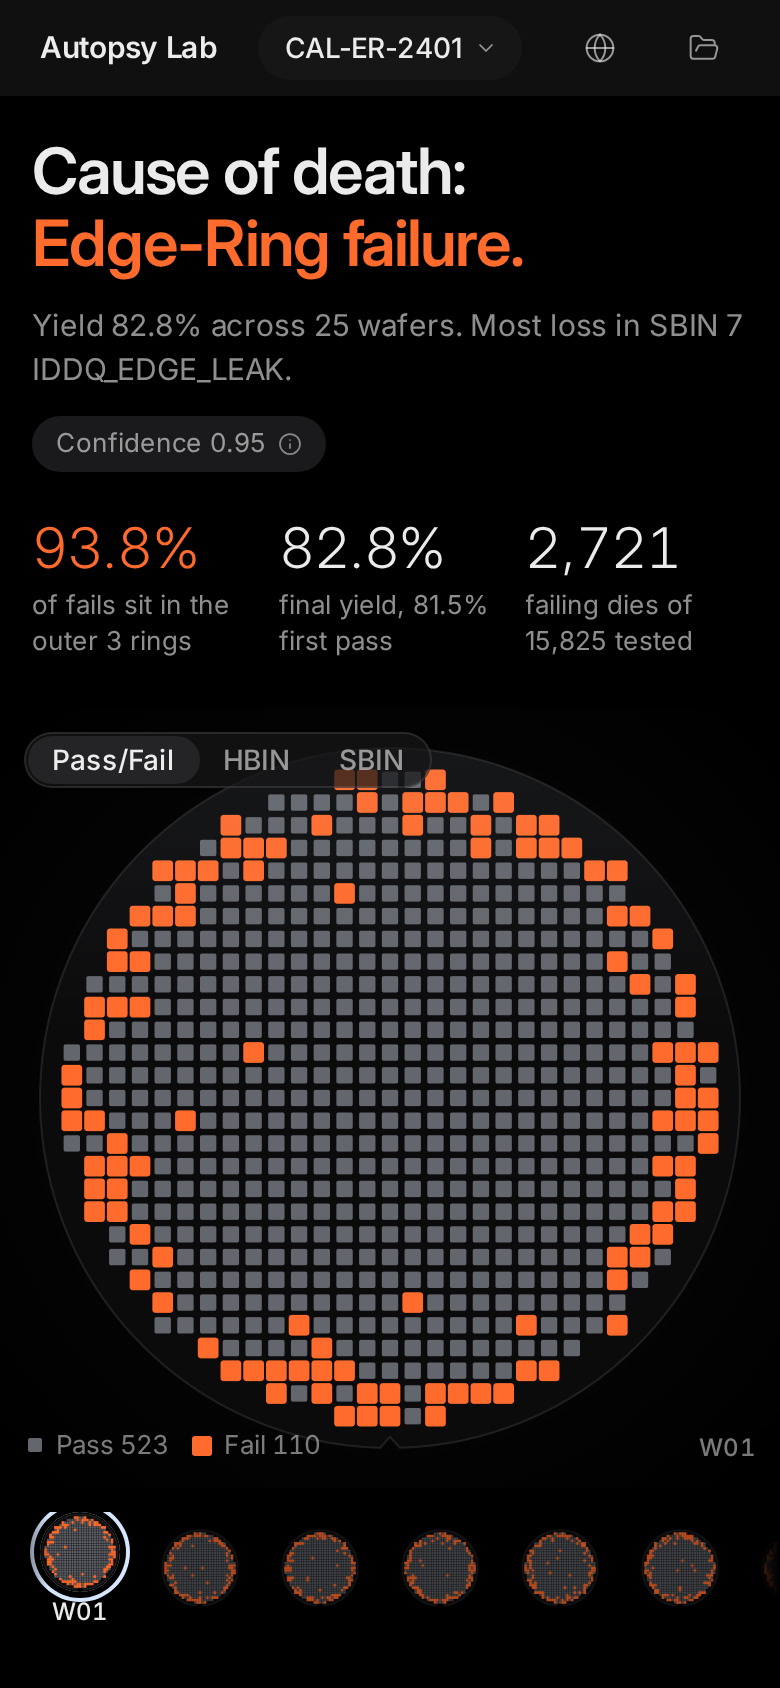 Autopsy Lab
CAL-ER-2401
Cause of death:
Edge-Ring failure.
Yield 82.8% across 25 wafers. Most loss in SBIN 7
IDDQ_EDGE_LEAK.
Confidence 0.95
93.8%
of fails sit in the
outer 3 rings
82.8%
final yield, 81.5%
first pass
2,721
failing dies of
15,825 tested
Pass/Fail
HBIN
SBIN
Pass 523
Fail 110
W01
W01